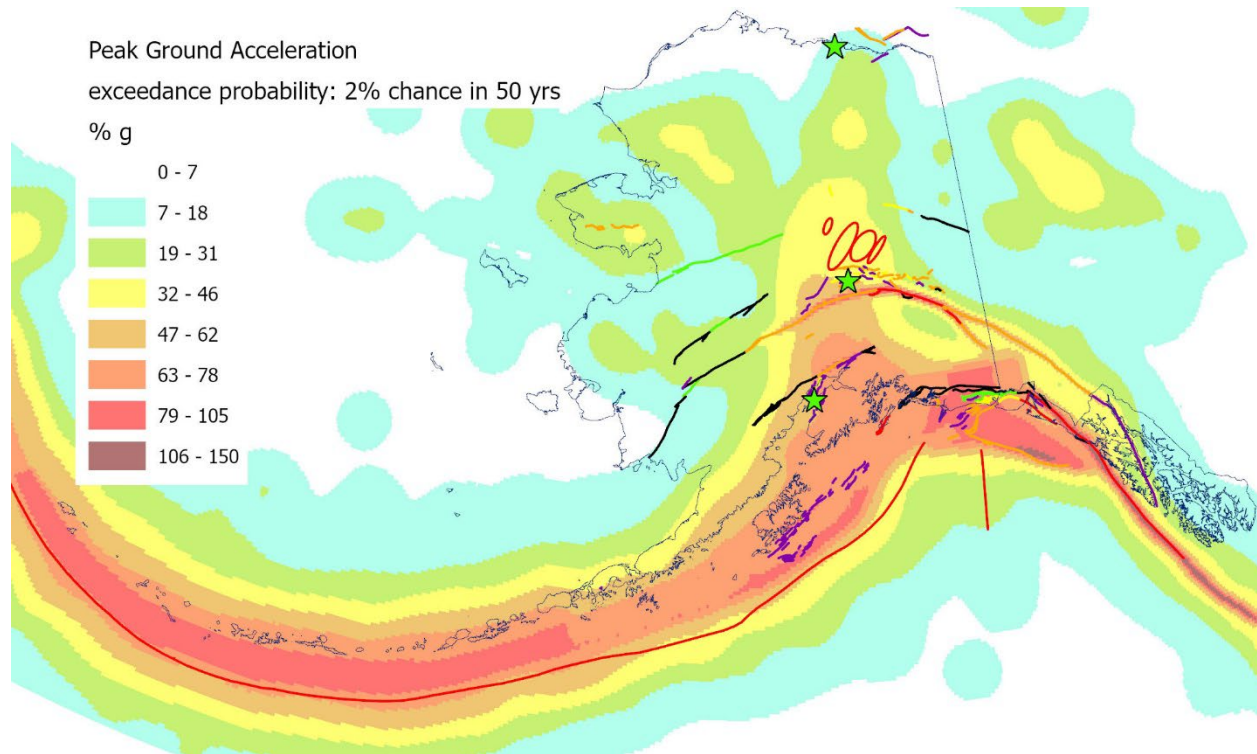 Peak Ground Acceleration
exceedance probability: 2% chance in 50 yrs
% g
0 - 7
7 - 18
19 - 31
32 - 46
47 - 62
63 - 78
79 - 105
106 - 150